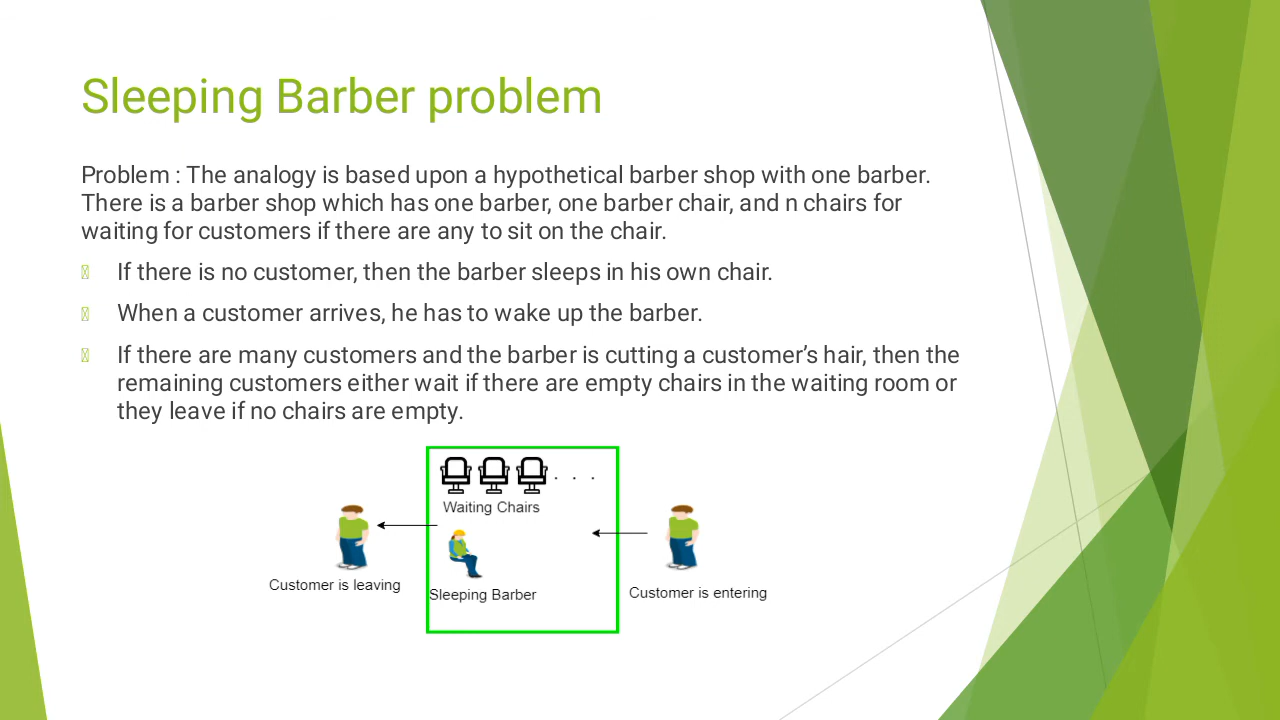 Sleeping Barber problem
Problem : The analogy is based upon a hypothetical barber shop with one barber.
There is a barber shop which has one barber, one barber chair, and n chairs for
waiting for customers if there are any to sit on the chair.
If there is no customer, then the barber sleeps in his own chair.
When a customer arrives, he has to wake up the barber.
If there are many customers and the barber is cutting a customer’s hair, then the
remaining customers either wait if there are empty chairs in the waiting room or
they leave if no chairs are empty.
. . .
Waiting Chairs
Customer is leaving
Sleeping Barber
Customer is entering